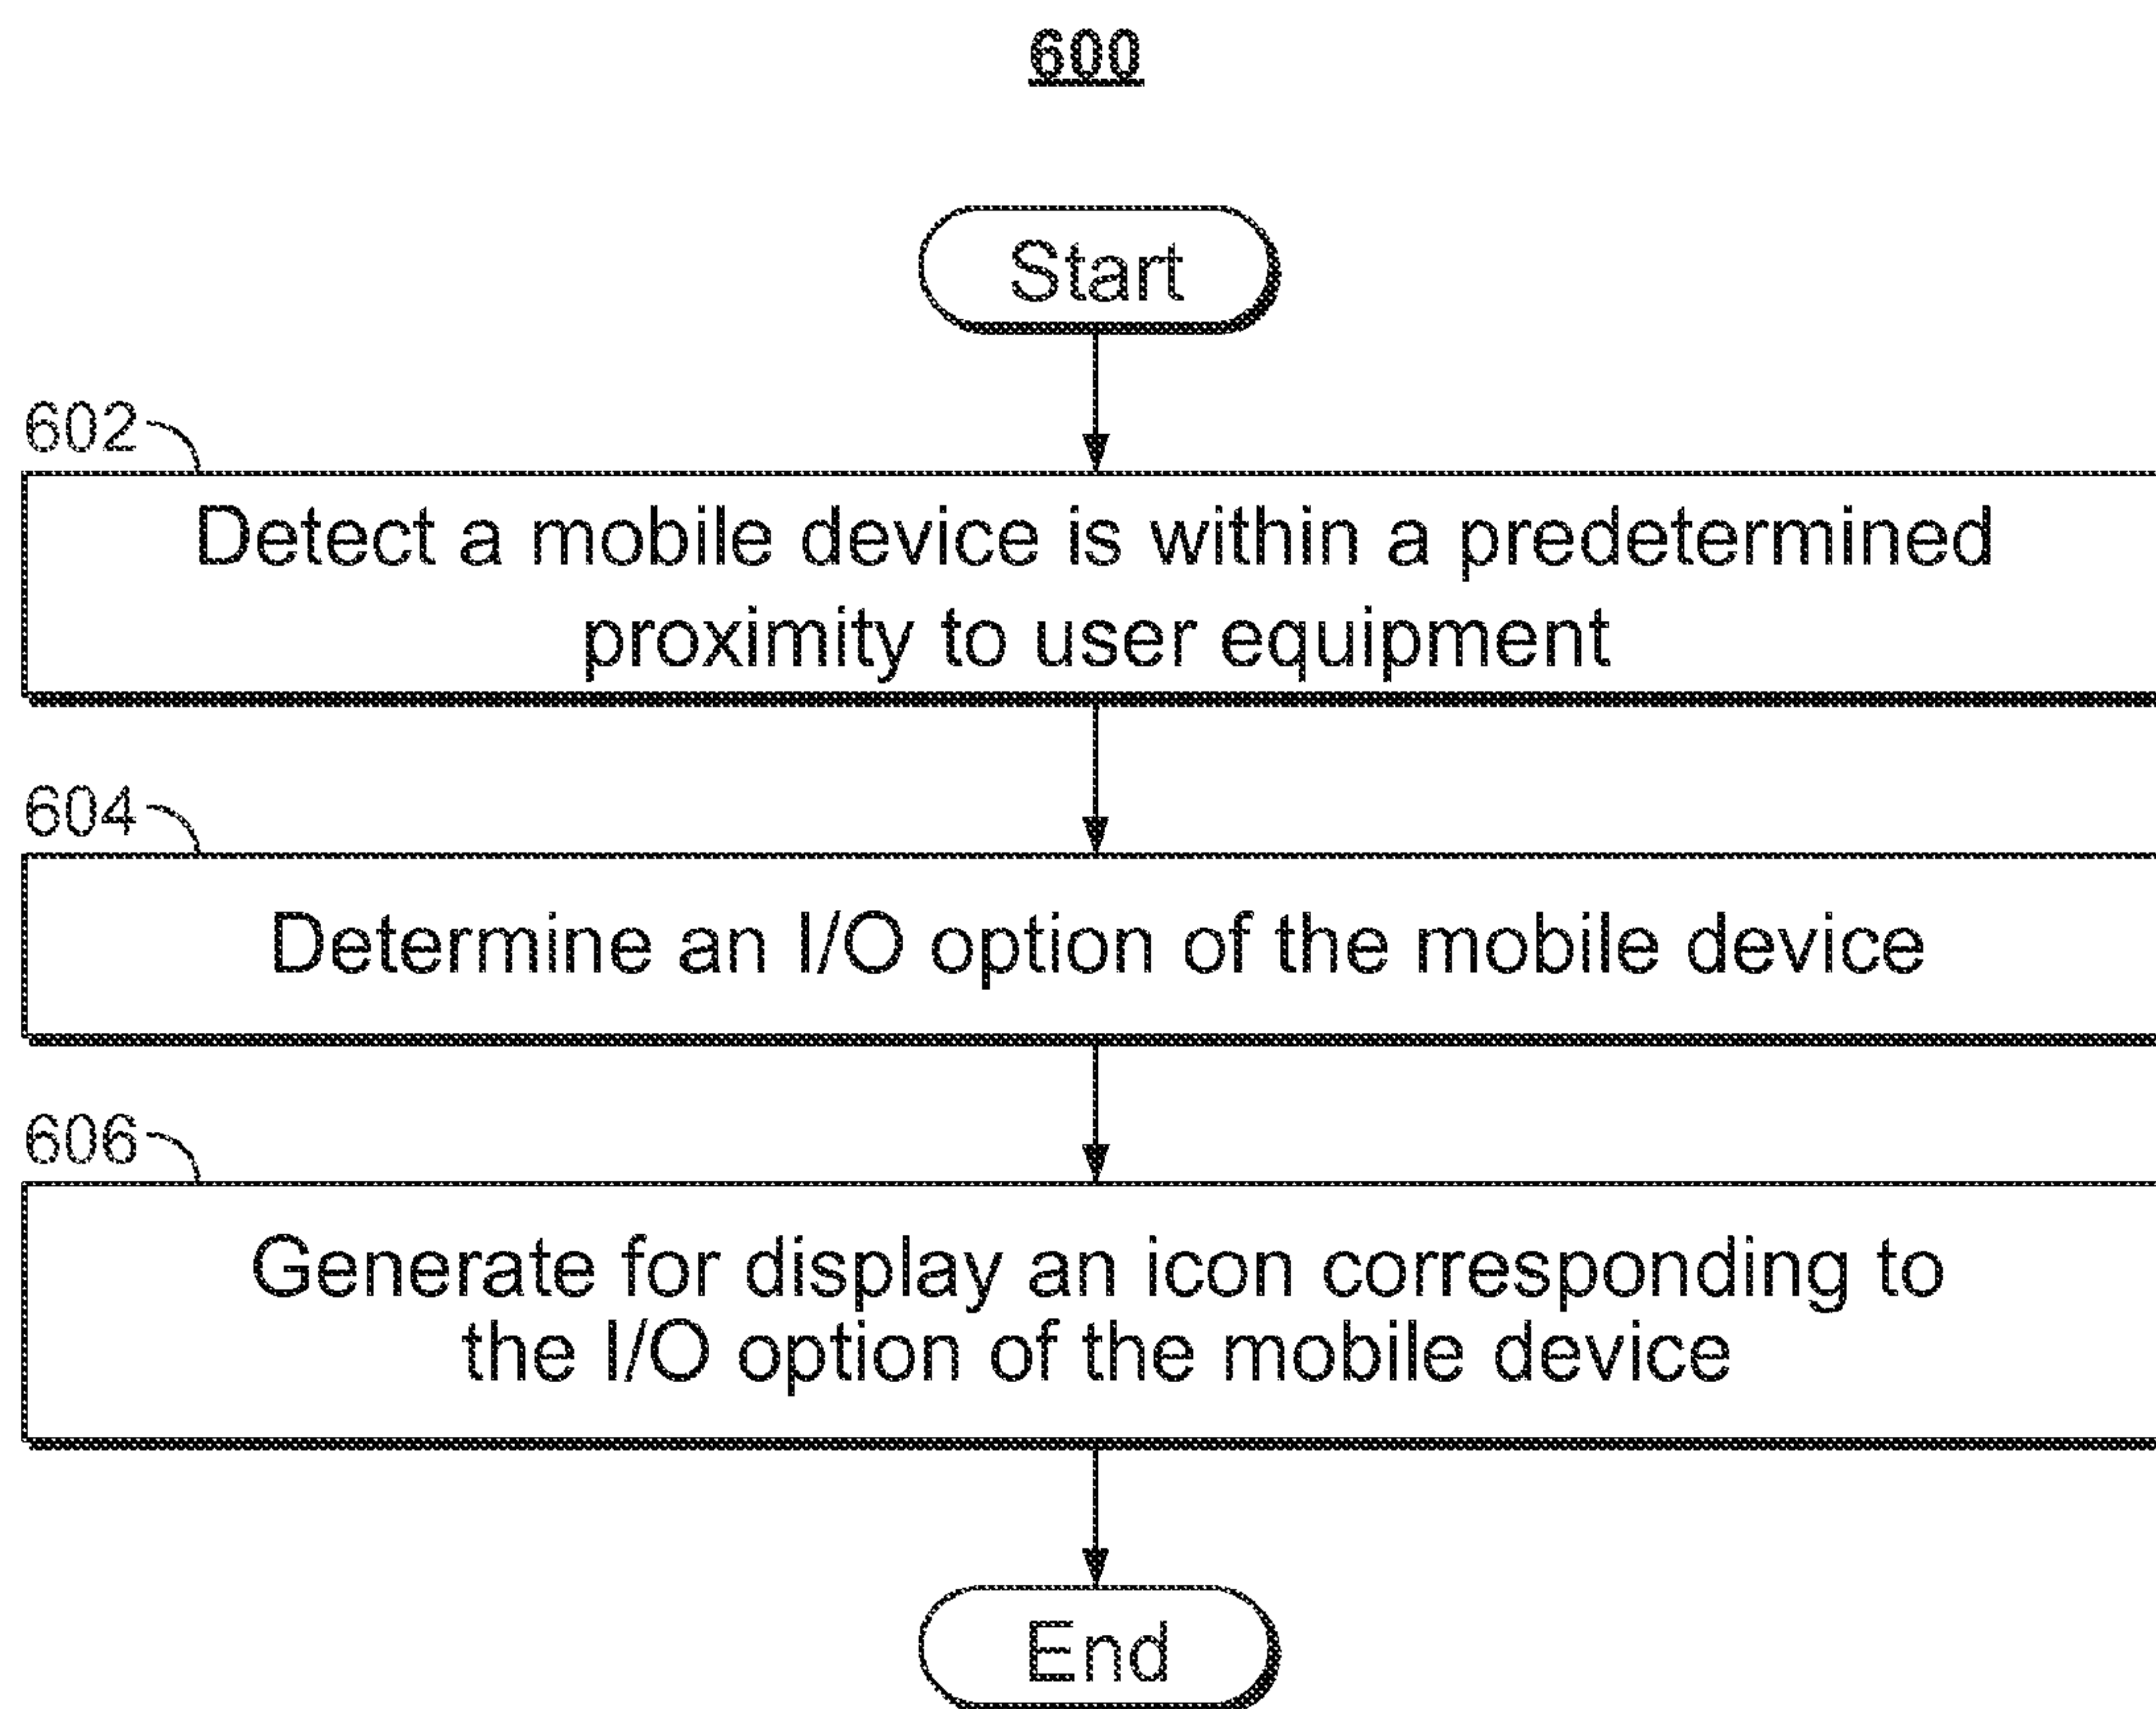 600
Start
602
Detect a mobile device is within a predetermined
proximity to user equipment
604
Determine an I/O option of the mobile device
606
Generate for display an icon corresponding to
the I/O option of the mobile device
End